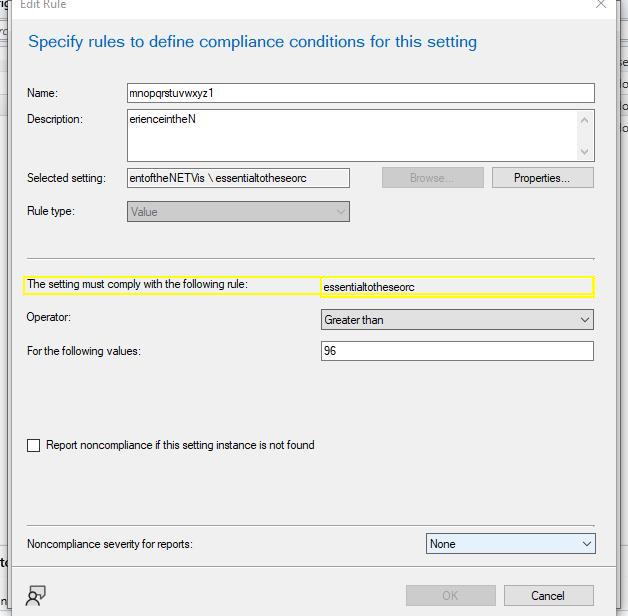 Edit Rule
Specify rules to define compliance conditions for this setting
Name:
mnopqrstuvwxyz1
Description:
erienceintheN
Selected setting:
entoftheNETVis \ essentialtotheseorc
Browse...
Properties...
Rule type:
Value
The setting must comply with the following rule:
essentialtotheseorc
Operator:
Greater than
For the following values:
96
Report noncompliance if this setting instance is not found
Noncompliance severity for reports:
None
OK
Cancel